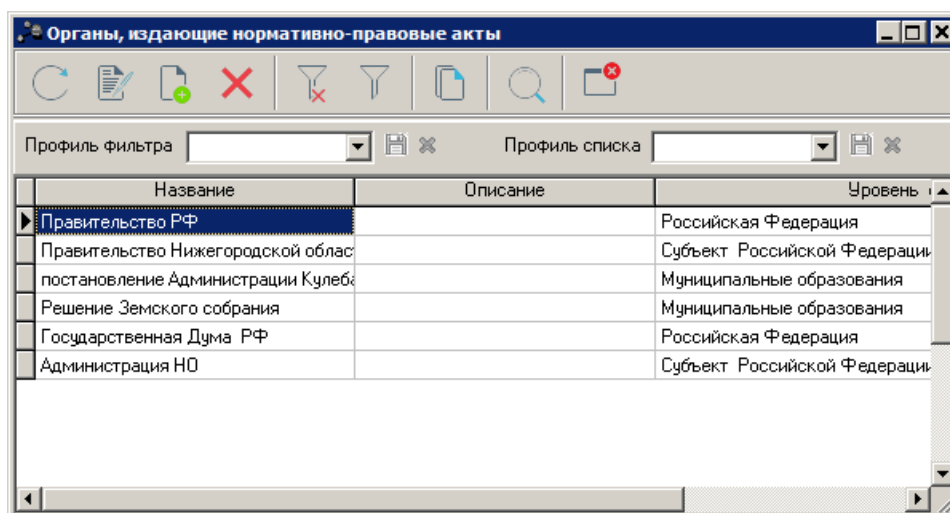 Органы, издающие нормативно-правовые акты
Профиль фильтра Профиль списка
Название Описание Уровень
Правительство РФ Российская Федерация
Правительство Нижегородской облас Субъект Российской Федерации
постановление Администрации Кулеба Муниципальные образования
Решение Земского собрания Муниципальные образования
Государственная Дума РФ Российская Федерация
Администрация НО Субъект Российской Федерации